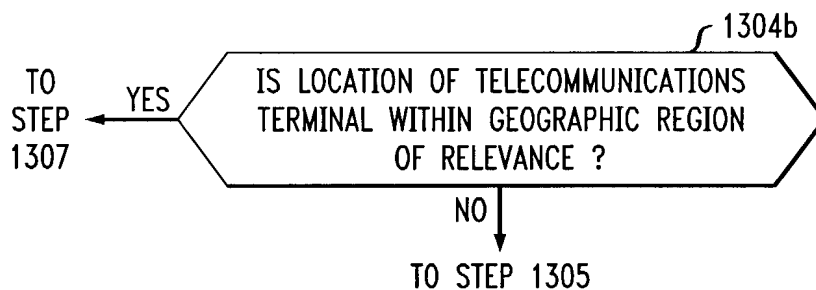 1304b
IS LOCATION OF TELECOMMUNICATIONS
TERMINAL WITHIN GEOGRAPHIC REGION
OF RELEVANCE ?
YES
TO
STEP
1307
NO
TO STEP 1305